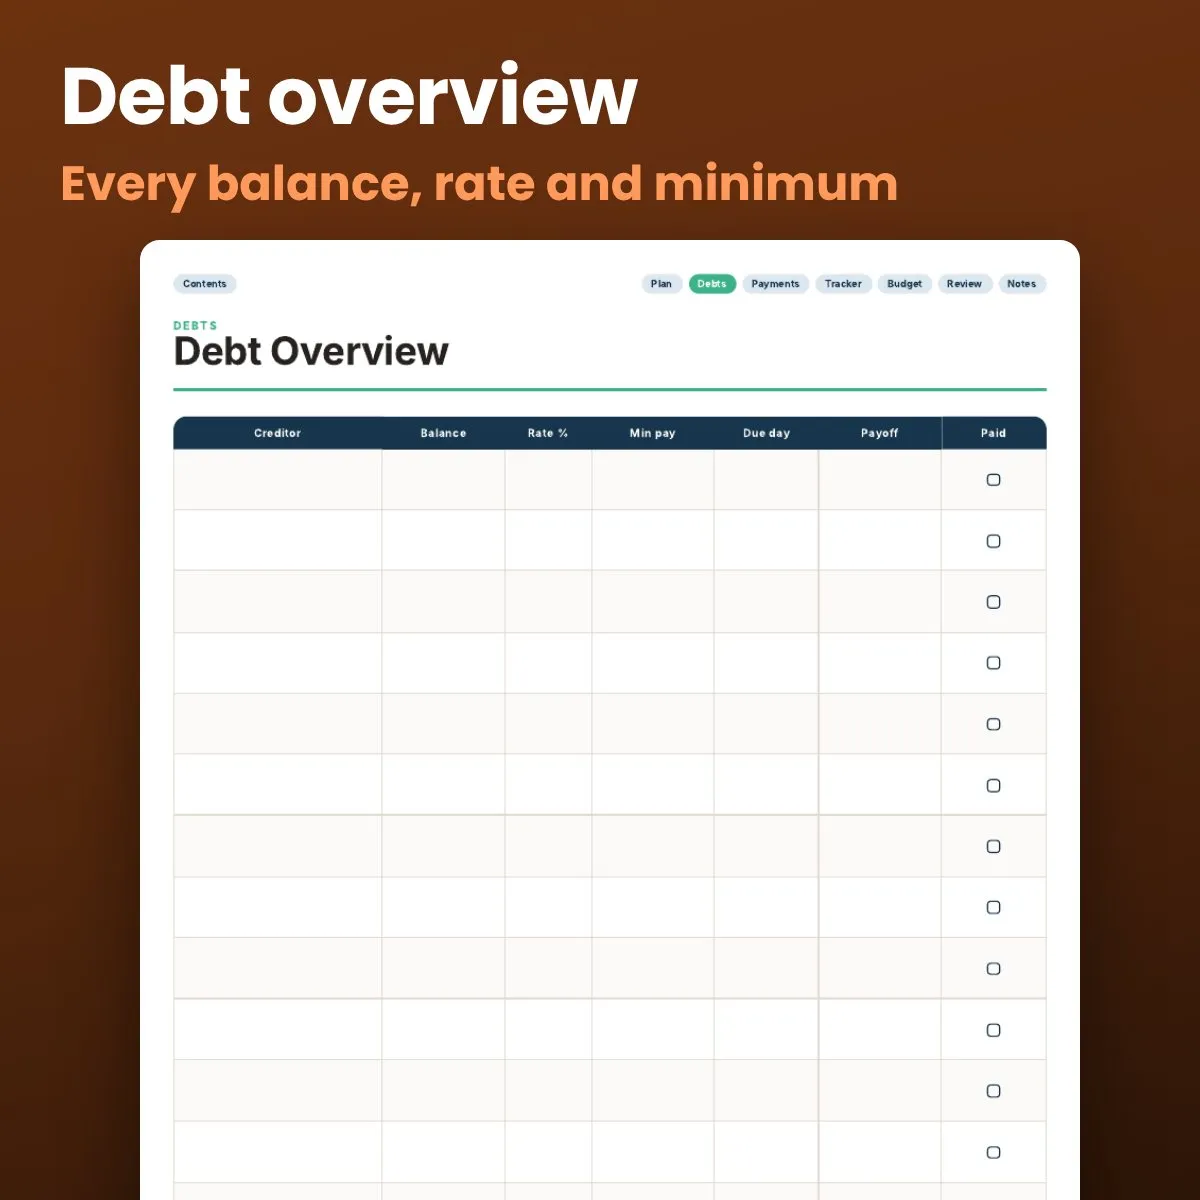 Debt overview
Every balance, rate and minimum
Contents Plan Debts Payments Tracker Budget Review Notes
DEBTS
Debt Overview
Creditor Balance Rate % Min pay Due day Payoff Paid